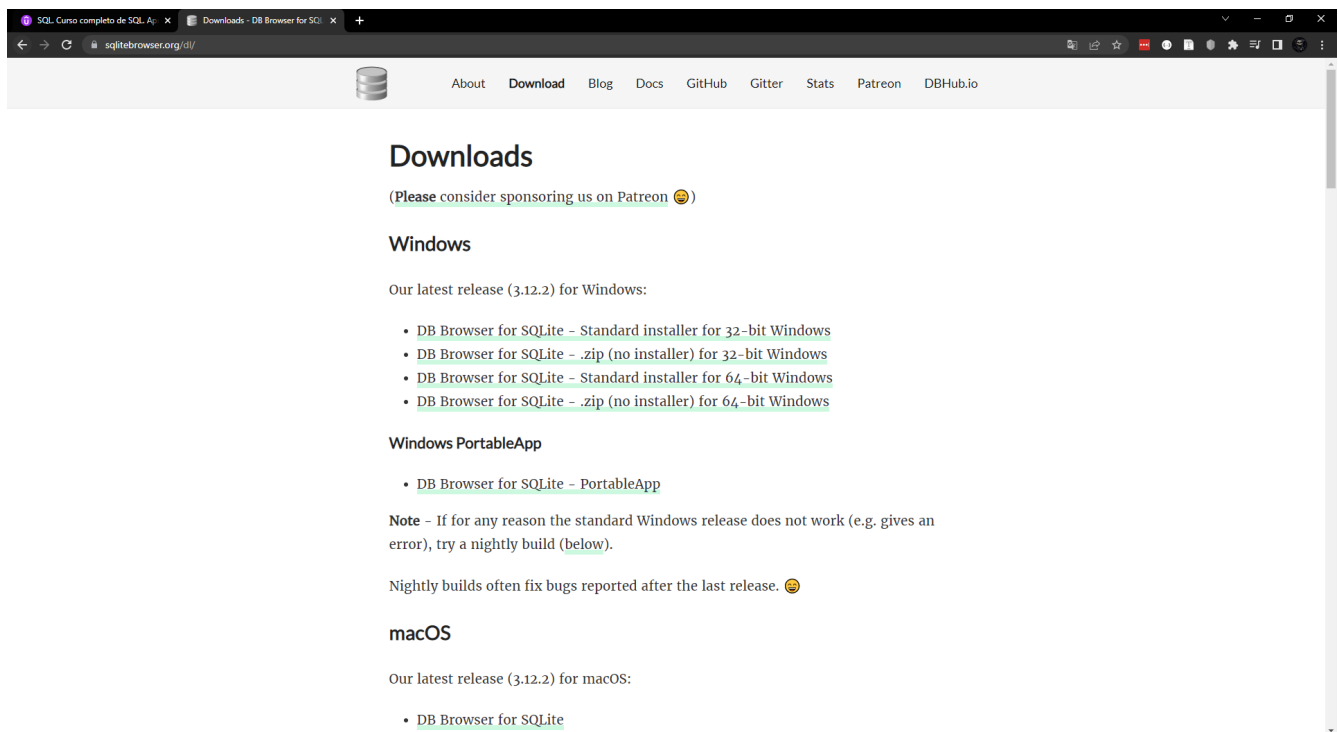 SQL. Curso completo de SQL. Ap
Downloads - DB Browser for SQL
sqlitebrowser.org/dl/
About Download Blog Docs GitHub Gitter Stats Patreon DBHub.io
Downloads
(Please consider sponsoring us on Patreon 😄)
Windows
Our latest release (3.12.2) for Windows:
• DB Browser for SQLite - Standard installer for 32-bit Windows
• DB Browser for SQLite - .zip (no installer) for 32-bit Windows
• DB Browser for SQLite - Standard installer for 64-bit Windows
• DB Browser for SQLite - .zip (no installer) for 64-bit Windows
Windows PortableApp
• DB Browser for SQLite - PortableApp
Note - If for any reason the standard Windows release does not work (e.g. gives an
error), try a nightly build (below).
Nightly builds often fix bugs reported after the last release. 😄
macOS
Our latest release (3.12.2) for macOS:
• DB Browser for SQLite